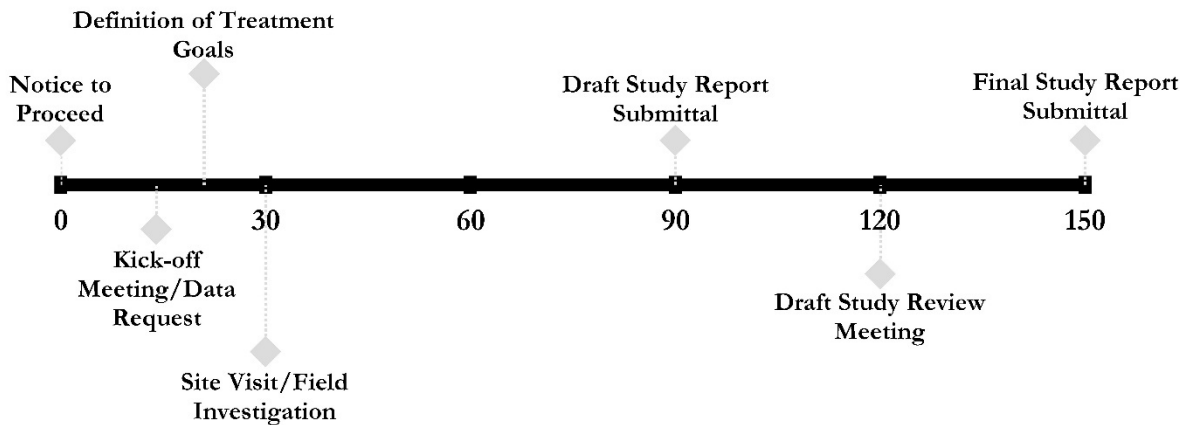 Definition of Treatment
Goals
Notice to
Proceed
Draft Study Report
Submittal
Final Study Report
Submittal
0
30
60
90
120
150
Kick-off
Meeting/Data
Request
Draft Study Review
Meeting
Site Visit/Field
Investigation